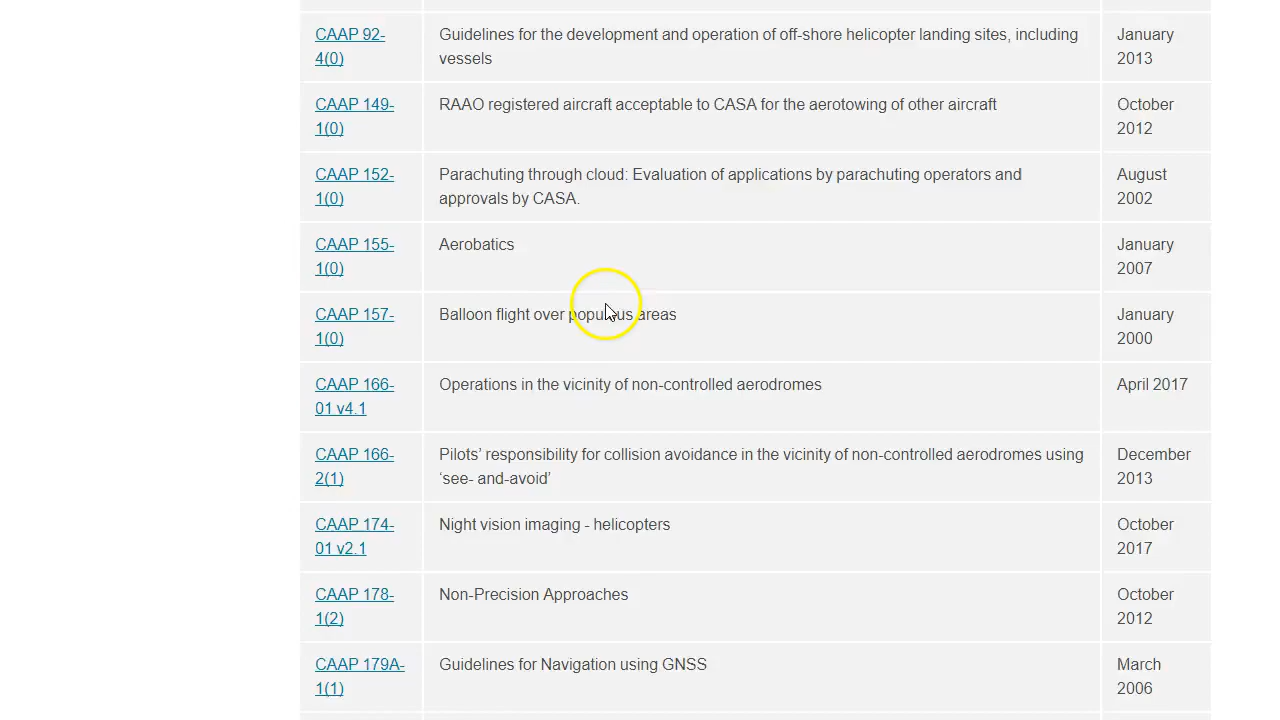 CAAP 92-
4(0)
Guidelines for the development and operation of off-shore helicopter landing sites, including
vessels
January
2013
CAAP 149-
1(0)
RAAO registered aircraft acceptable to CASA for the aerotowing of other aircraft
October
2012
CAAP 152-
1(0)
Parachuting through cloud: Evaluation of applications by parachuting operators and
approvals by CASA.
August
2002
CAAP 155-
1(0)
Aerobatics
January
2007
CAAP 157-
1(0)
Balloon flight over populous areas
January
2000
CAAP 166-
01 v4.1
Operations in the vicinity of non-controlled aerodromes
April 2017
CAAP 166-
2(1)
Pilots’ responsibility for collision avoidance in the vicinity of non-controlled aerodromes using
‘see- and-avoid’
December
2013
CAAP 174-
01 v2.1
Night vision imaging - helicopters
October
2017
CAAP 178-
1(2)
Non-Precision Approaches
October
2012
CAAP 179A-
1(1)
Guidelines for Navigation using GNSS
March
2006